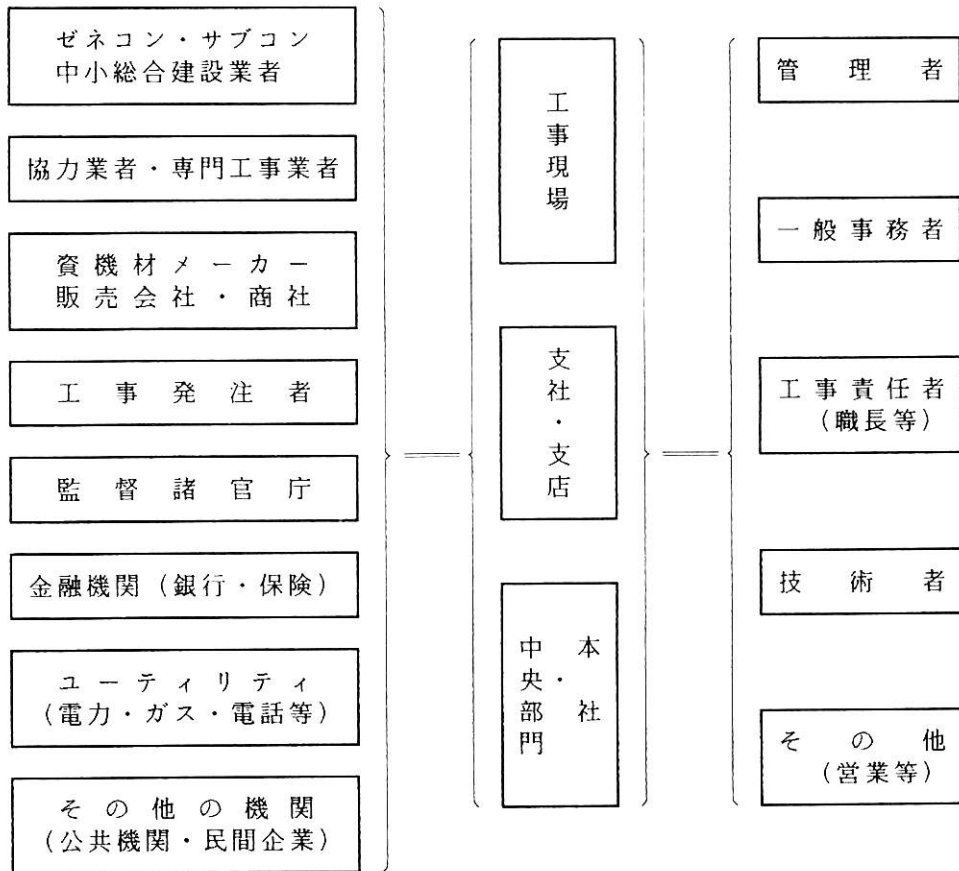 ゼネコン・サブコン
中小総合建設業者
協力業者・専門工事業者
資機材メーカー
販売会社・商社
工事発注者
監督諸官庁
金融機関（銀行・保険）
ユーティリティ
（電力・ガス・電話等）
その他の機関
（公共機関・民間企業）
工事現場
支社・支店
本社・
中央部門
管理者
一般事務者
工事責任者
（職長等）
技術者
その他
（営業等）